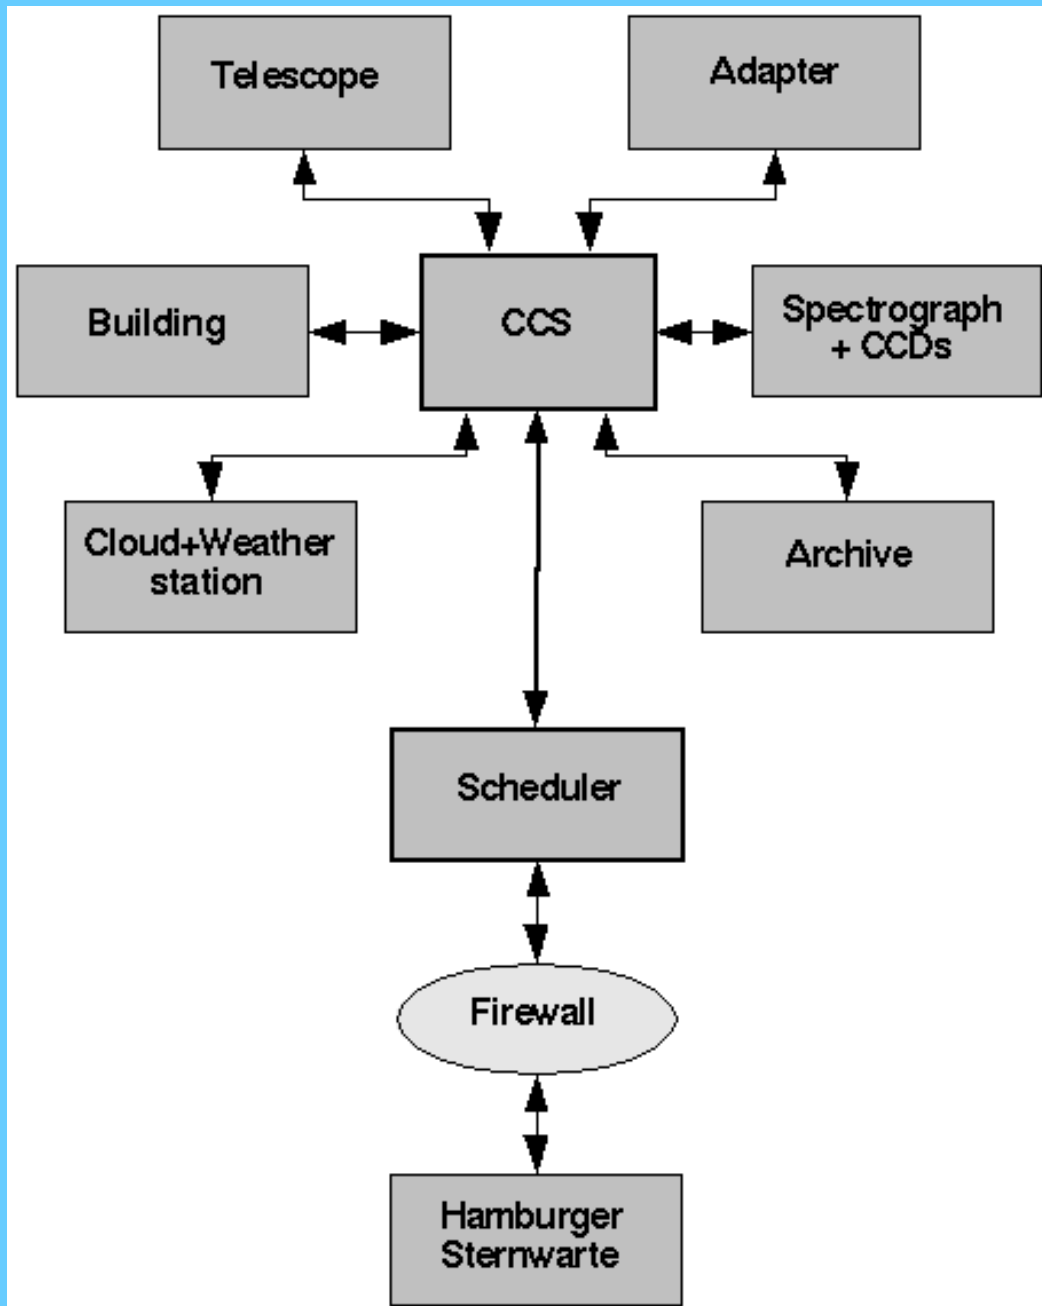 Telescope
Adapter
Building
CCS
Spectrograph
+ CCDs
Cloud+Weather
station
Archive
Scheduler
Firewall
Hamburger
Sternwarte